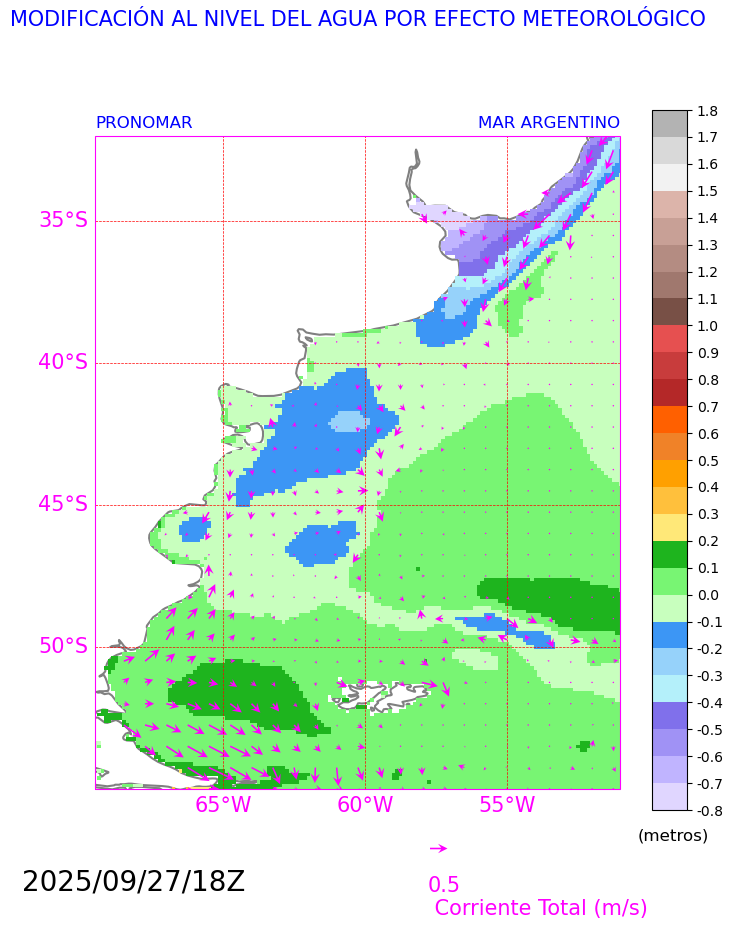 MODIFICACIÓN AL NIVEL DEL AGUA POR EFECTO METEOROLÓGICO
PRONOMAR
MAR ARGENTINO
35°S
40°S
45°S
50°S
65°W
60°W
55°W
1.8
1.7
1.6
1.5
1.4
1.3
1.2
1.1
1.0
0.9
0.8
0.7
0.6
0.5
0.4
0.3
0.2
0.1
0.0
-0.1
-0.2
-0.3
-0.4
-0.5
-0.6
-0.7
-0.8
(metros)
2025/09/27/18Z
0.5
Corriente Total (m/s)